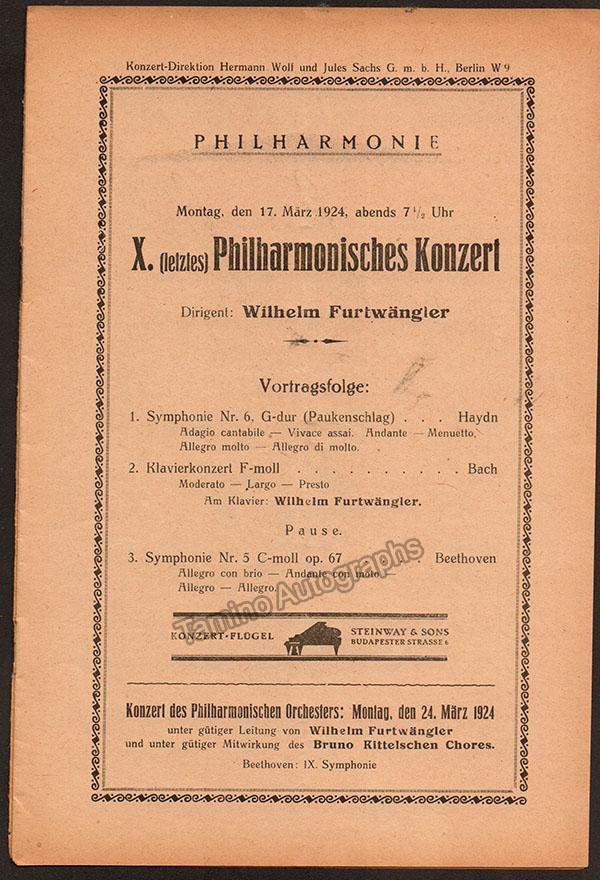 Konzert-Direktion Hermann Wolf und Jules Sachs G. m. b. H., Berlin W 9
PHILHARMONIE
Montag, den 17. März 1924, abends 7 1/2 Uhr
X. (letztes) Philharmonisches Konzert
Dirigent: Wilhelm Furtwängler
Vortragsfolge:
1. Symphonie Nr. 6, G-dur (Paukenschlag) . . . Haydn
Adagio cantabile — Vivace assai. Andante — Menuetto,
Allegro molto — Allegro di molto.
2. Klavierkonzert F-moll . . . . . . . . . . Bach
Moderato — Largo — Presto
Am Klavier: Wilhelm Furtwängler.
Pause.
3. Symphonie Nr. 5 C-moll op. 67 . . . . Beethoven
Allegro con brio — Andante con moto —
Allegro — Allegro.
Tamino Autographs
KONZERT-FLÜGEL
STEINWAY & SONS
BUDAPESTER STRASSE 6
Konzert des Philharmonischen Orchesters: Montag, den 24. März 1924
unter gütiger Leitung von Wilhelm Furtwängler
und unter gütiger Mitwirkung des Bruno Kittelschen Chores.
Beethoven: IX. Symphonie